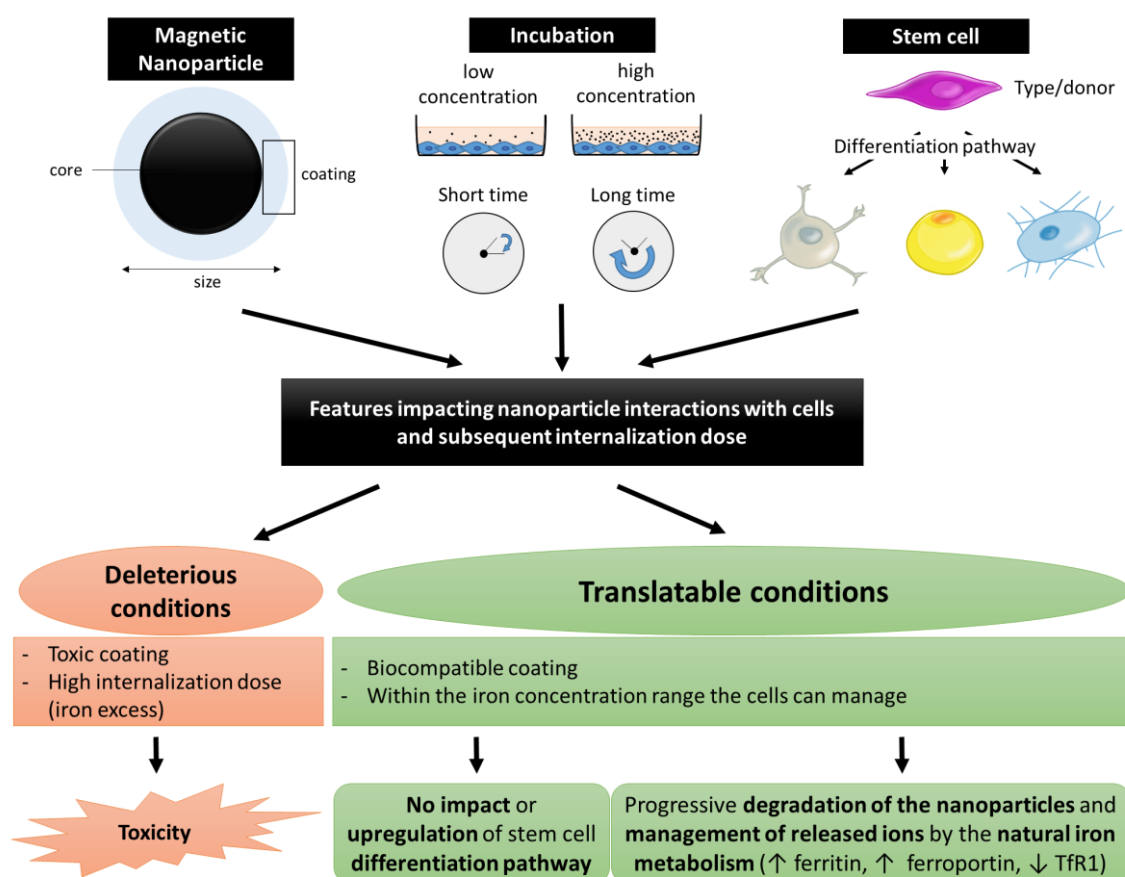 Magnetic
Nanoparticle
core
coating
size
Incubation
low
concentration
high
concentration
Short time
Long time
Stem cell
Type/donor
Differentiation pathway
Features impacting nanoparticle interactions with cells
and subsequent internalization dose
Deleterious
conditions
- Toxic coating
- High internalization dose
(iron excess)
Toxicity
Translatable conditions
- Biocompatible coating
- Within the iron concentration range the cells can manage
No impact or
upregulation of stem cell
differentiation pathway
Progressive degradation of the nanoparticles and
management of released ions by the natural iron
metabolism (↑ ferritin, ↑ ferroportin, ↓ TfR1)